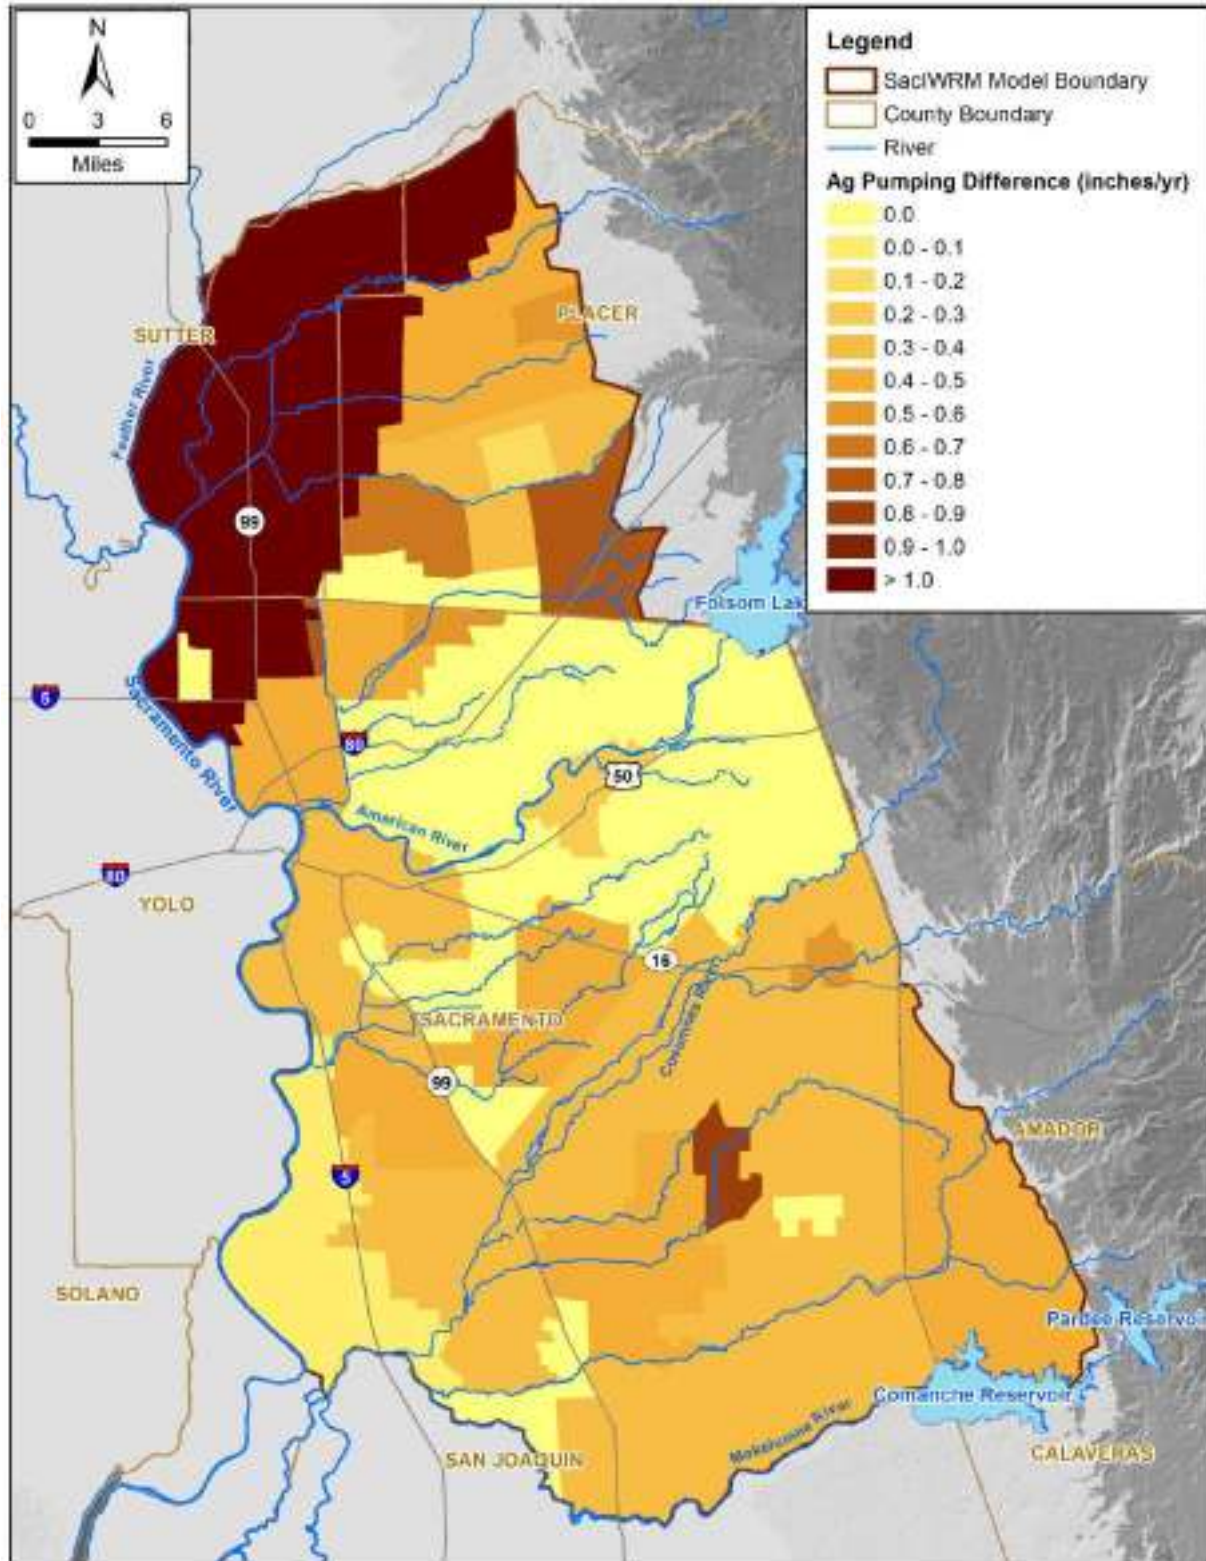 N
0 3 6
Miles
Legend
SacIWRM Model Boundary
County Boundary
River
Ag Pumping Difference (inches/yr)
0.0
0.0 - 0.1
0.1 - 0.2
0.2 - 0.3
0.3 - 0.4
0.4 - 0.5
0.5 - 0.6
0.6 - 0.7
0.7 - 0.8
0.8 - 0.9
0.9 - 1.0
> 1.0
PLACER
SUTTER
Feather River
99
Folsom Lak
5
Sacramento River
80
50
American River
80
YOLO
16
Cosumnes River
SACRAMENTO
99
AMADOR
5
SOLANO
Pardee Reservoir
Comanche Reservoir
Mokelumne River
SAN JOAQUIN
CALAVERAS